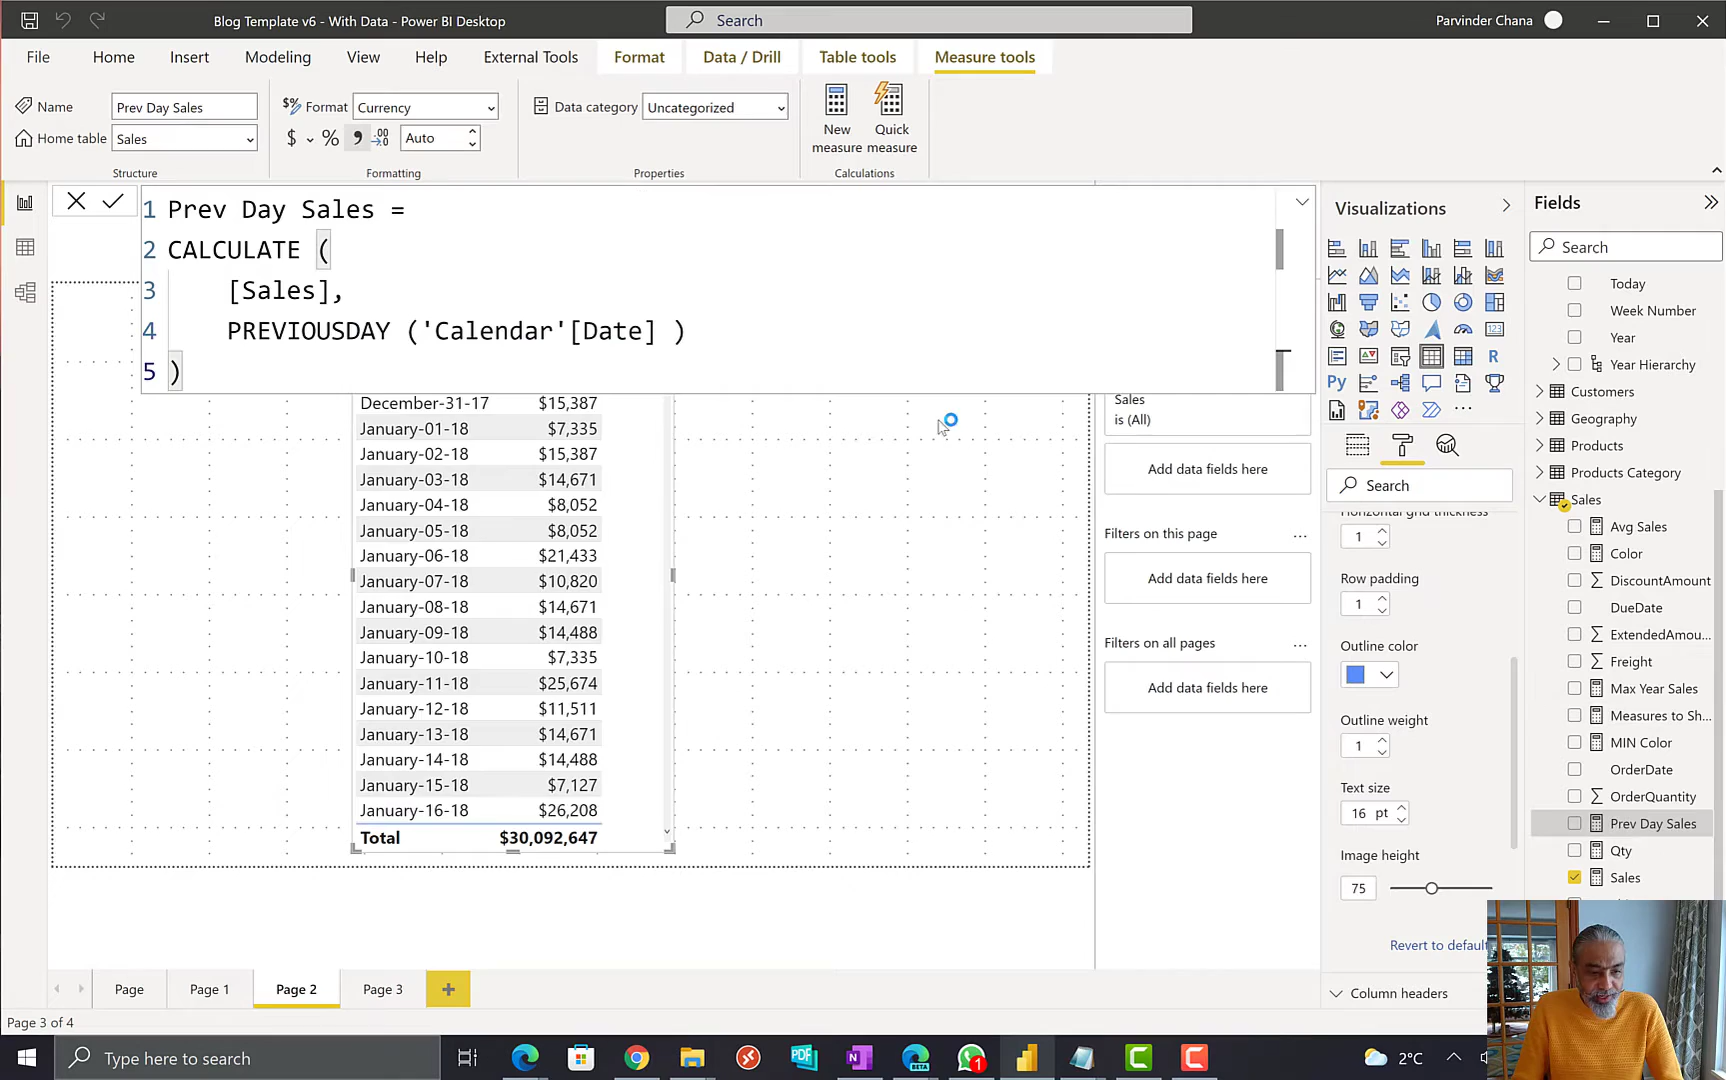 Blog Template v6 - With Data - Power BI Desktop
Search
Parvinder Chana
File Home Insert Modeling View Help External Tools Format Data / Drill Table tools Measure tools
Name Prev Day Sales
Home table Sales
Structure
Format Currency
$ % , .00 Auto
Formatting
Data category Uncategorized
Properties
New measure
Quick measure
Calculations
1 Prev Day Sales =
2 CALCULATE (
3 [Sales],
4 PREVIOUSDAY ('Calendar'[Date] )
5 )
December-31-17 $15,387
January-01-18 $7,335
January-02-18 $15,387
January-03-18 $14,671
January-04-18 $8,052
January-05-18 $8,052
January-06-18 $21,433
January-07-18 $10,820
January-08-18 $14,671
January-09-18 $14,488
January-10-18 $7,335
January-11-18 $25,674
January-12-18 $11,511
January-13-18 $14,671
January-14-18 $14,488
January-15-18 $7,127
January-16-18 $26,208
Total $30,092,647
Sales
is (All)
Add data fields here
Filters on this page ...
Add data fields here
Filters on all pages ...
Add data fields here
Visualizations
123
R
Py
...
Search
Horizontal grid thickness
1
Row padding
1
Outline color
Outline weight
1
Text size
16 pt
Image height
75
Revert to default
Column headers
Fields
Search
Today
Week Number
Year
Year Hierarchy
Customers
Geography
Products
Products Category
Sales
Avg Sales
Color
DiscountAmount
DueDate
ExtendedAmou...
Freight
Max Year Sales
Measures to Sh...
MIN Color
OrderDate
OrderQuantity
Prev Day Sales
Qty
Sales
Page Page 1 Page 2 Page 3 +
Page 3 of 4
Type here to search
PDF
N
BETA
1
C
C
2°C